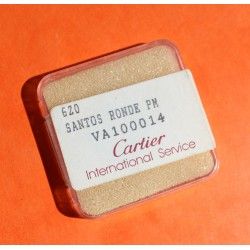 620
SANTOS RONDE PM
VA100014
Cartier
International Service